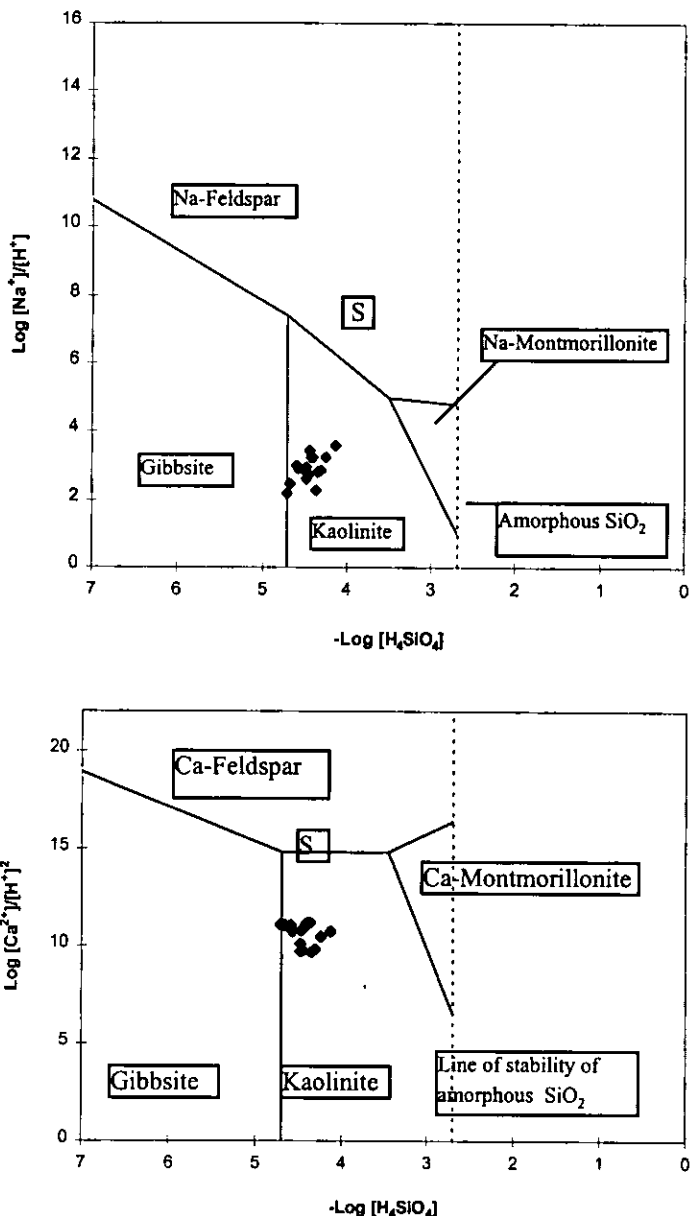 16
14
12
10
8
6
4
2
0
Log [Na⁺]/[H⁺]
Na-Feldspar
S
Na-Montmorillonite
Gibbsite
Kaolinite
Amorphous SiO₂
7 6 5 4 3 2 1 0
-Log [H₄SiO₄]
20
15
10
5
0
Log [Ca²⁺]/[H⁺]²
Ca-Feldspar
S
Ca-Montmorillonite
Gibbsite
Kaolinite
Line of stability of
amorphous SiO₂
7 6 5 4 3 2 1 0
-Log [H₄SiO₄]